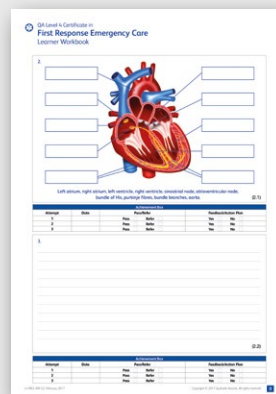 QA Level 4 Certificate in
First Response Emergency Care
Learner Workbook
2.
Left atrium, right atrium, left ventricle, right ventricle, sinoatrial node, atrioventricular node,
bundle of His, purkinje fibres, bundle branches, aorta.
(2.1)
Achievement Box
Attempt Date Pass/Refer Feedback/Action Plan
1 Pass Refer Yes No
2 Pass Refer Yes No
3 Pass Refer Yes No
3.
(2.2)
Achievement Box
Attempt Date Pass/Refer Feedback/Action Plan
1 Pass Refer Yes No
2 Pass Refer Yes No
3 Pass Refer Yes No